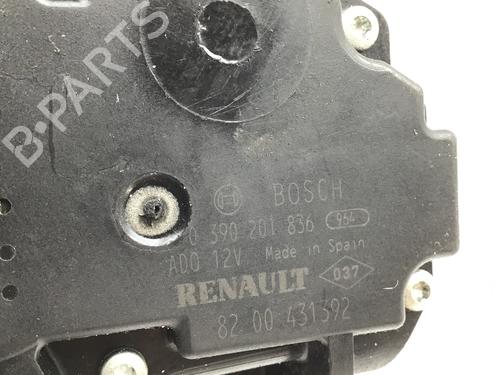 B-PARTS
BOSCH
0 390 201 836 964
ADO 12V Made in Spain
RENAULT 037
82 00 431392